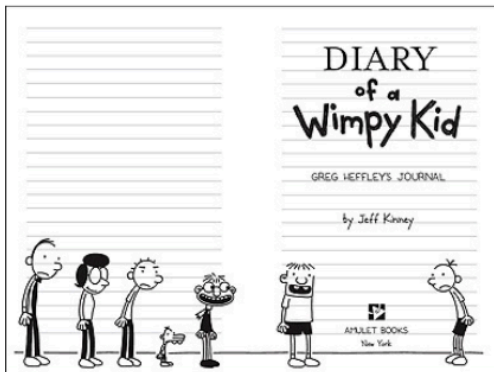 DIARY
of a
Wimpy Kid
GREG HEFFLEY'S JOURNAL
by Jeff Kinney
AMULET BOOKS
New York